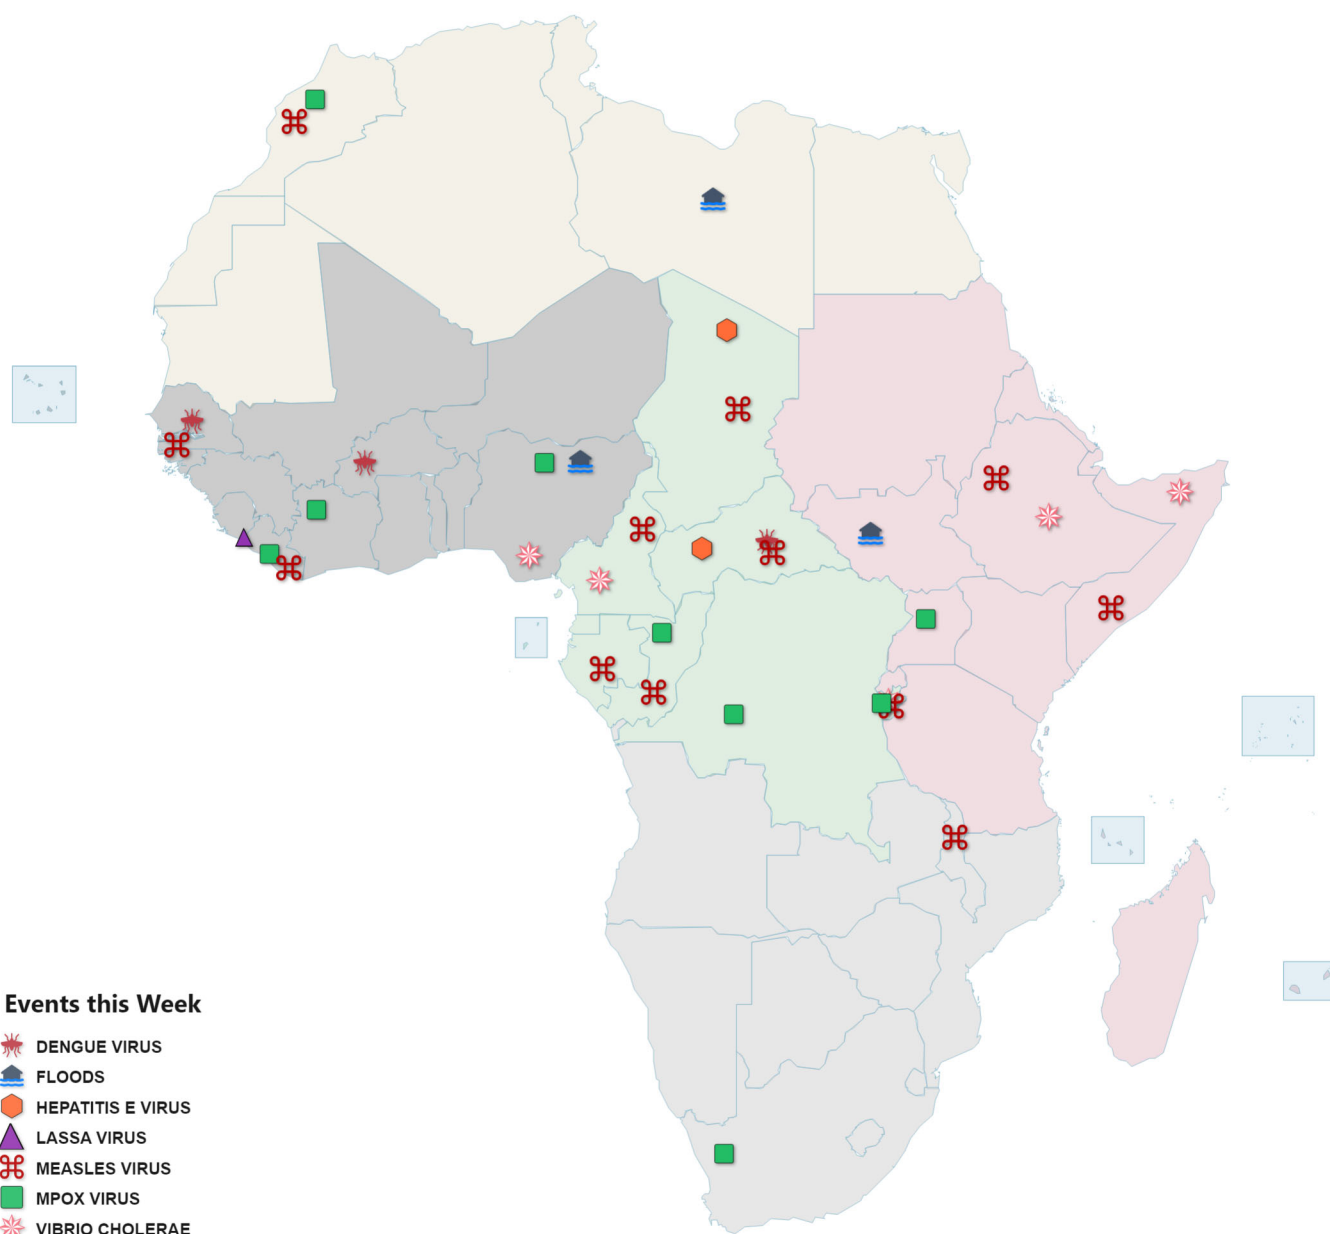 Events this Week
DENGUE VIRUS
FLOODS
HEPATITIS E VIRUS
LASSA VIRUS
MEASLES VIRUS
MPOX VIRUS
VIBRIO CHOLERAE